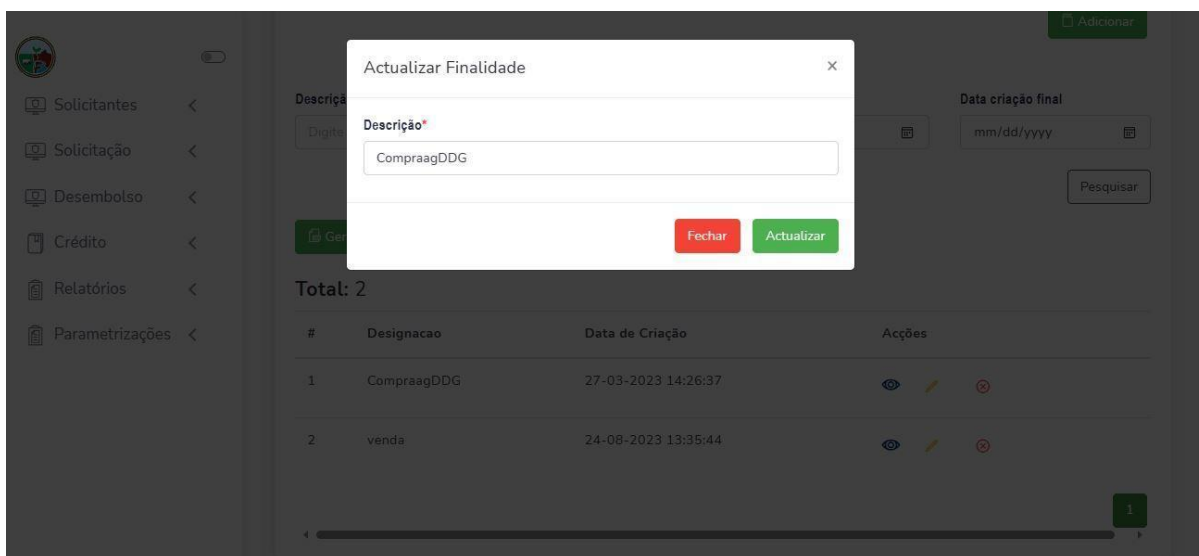 Adicionar
Actualizar Finalidade ×
Solicitantes
Solicitação
Desembolso
Crédito
Relatórios
Parametrizações
Data criação final
Descrição*
Digite
mm/dd/yyyy
CompraagDDG
Pesquisar
Fechar Actualizar
Total: 2
# Designacao Data de Criação Acções
1 CompraagDDG 27-03-2023 14:26:37
2 venda 24-08-2023 13:35:44
1